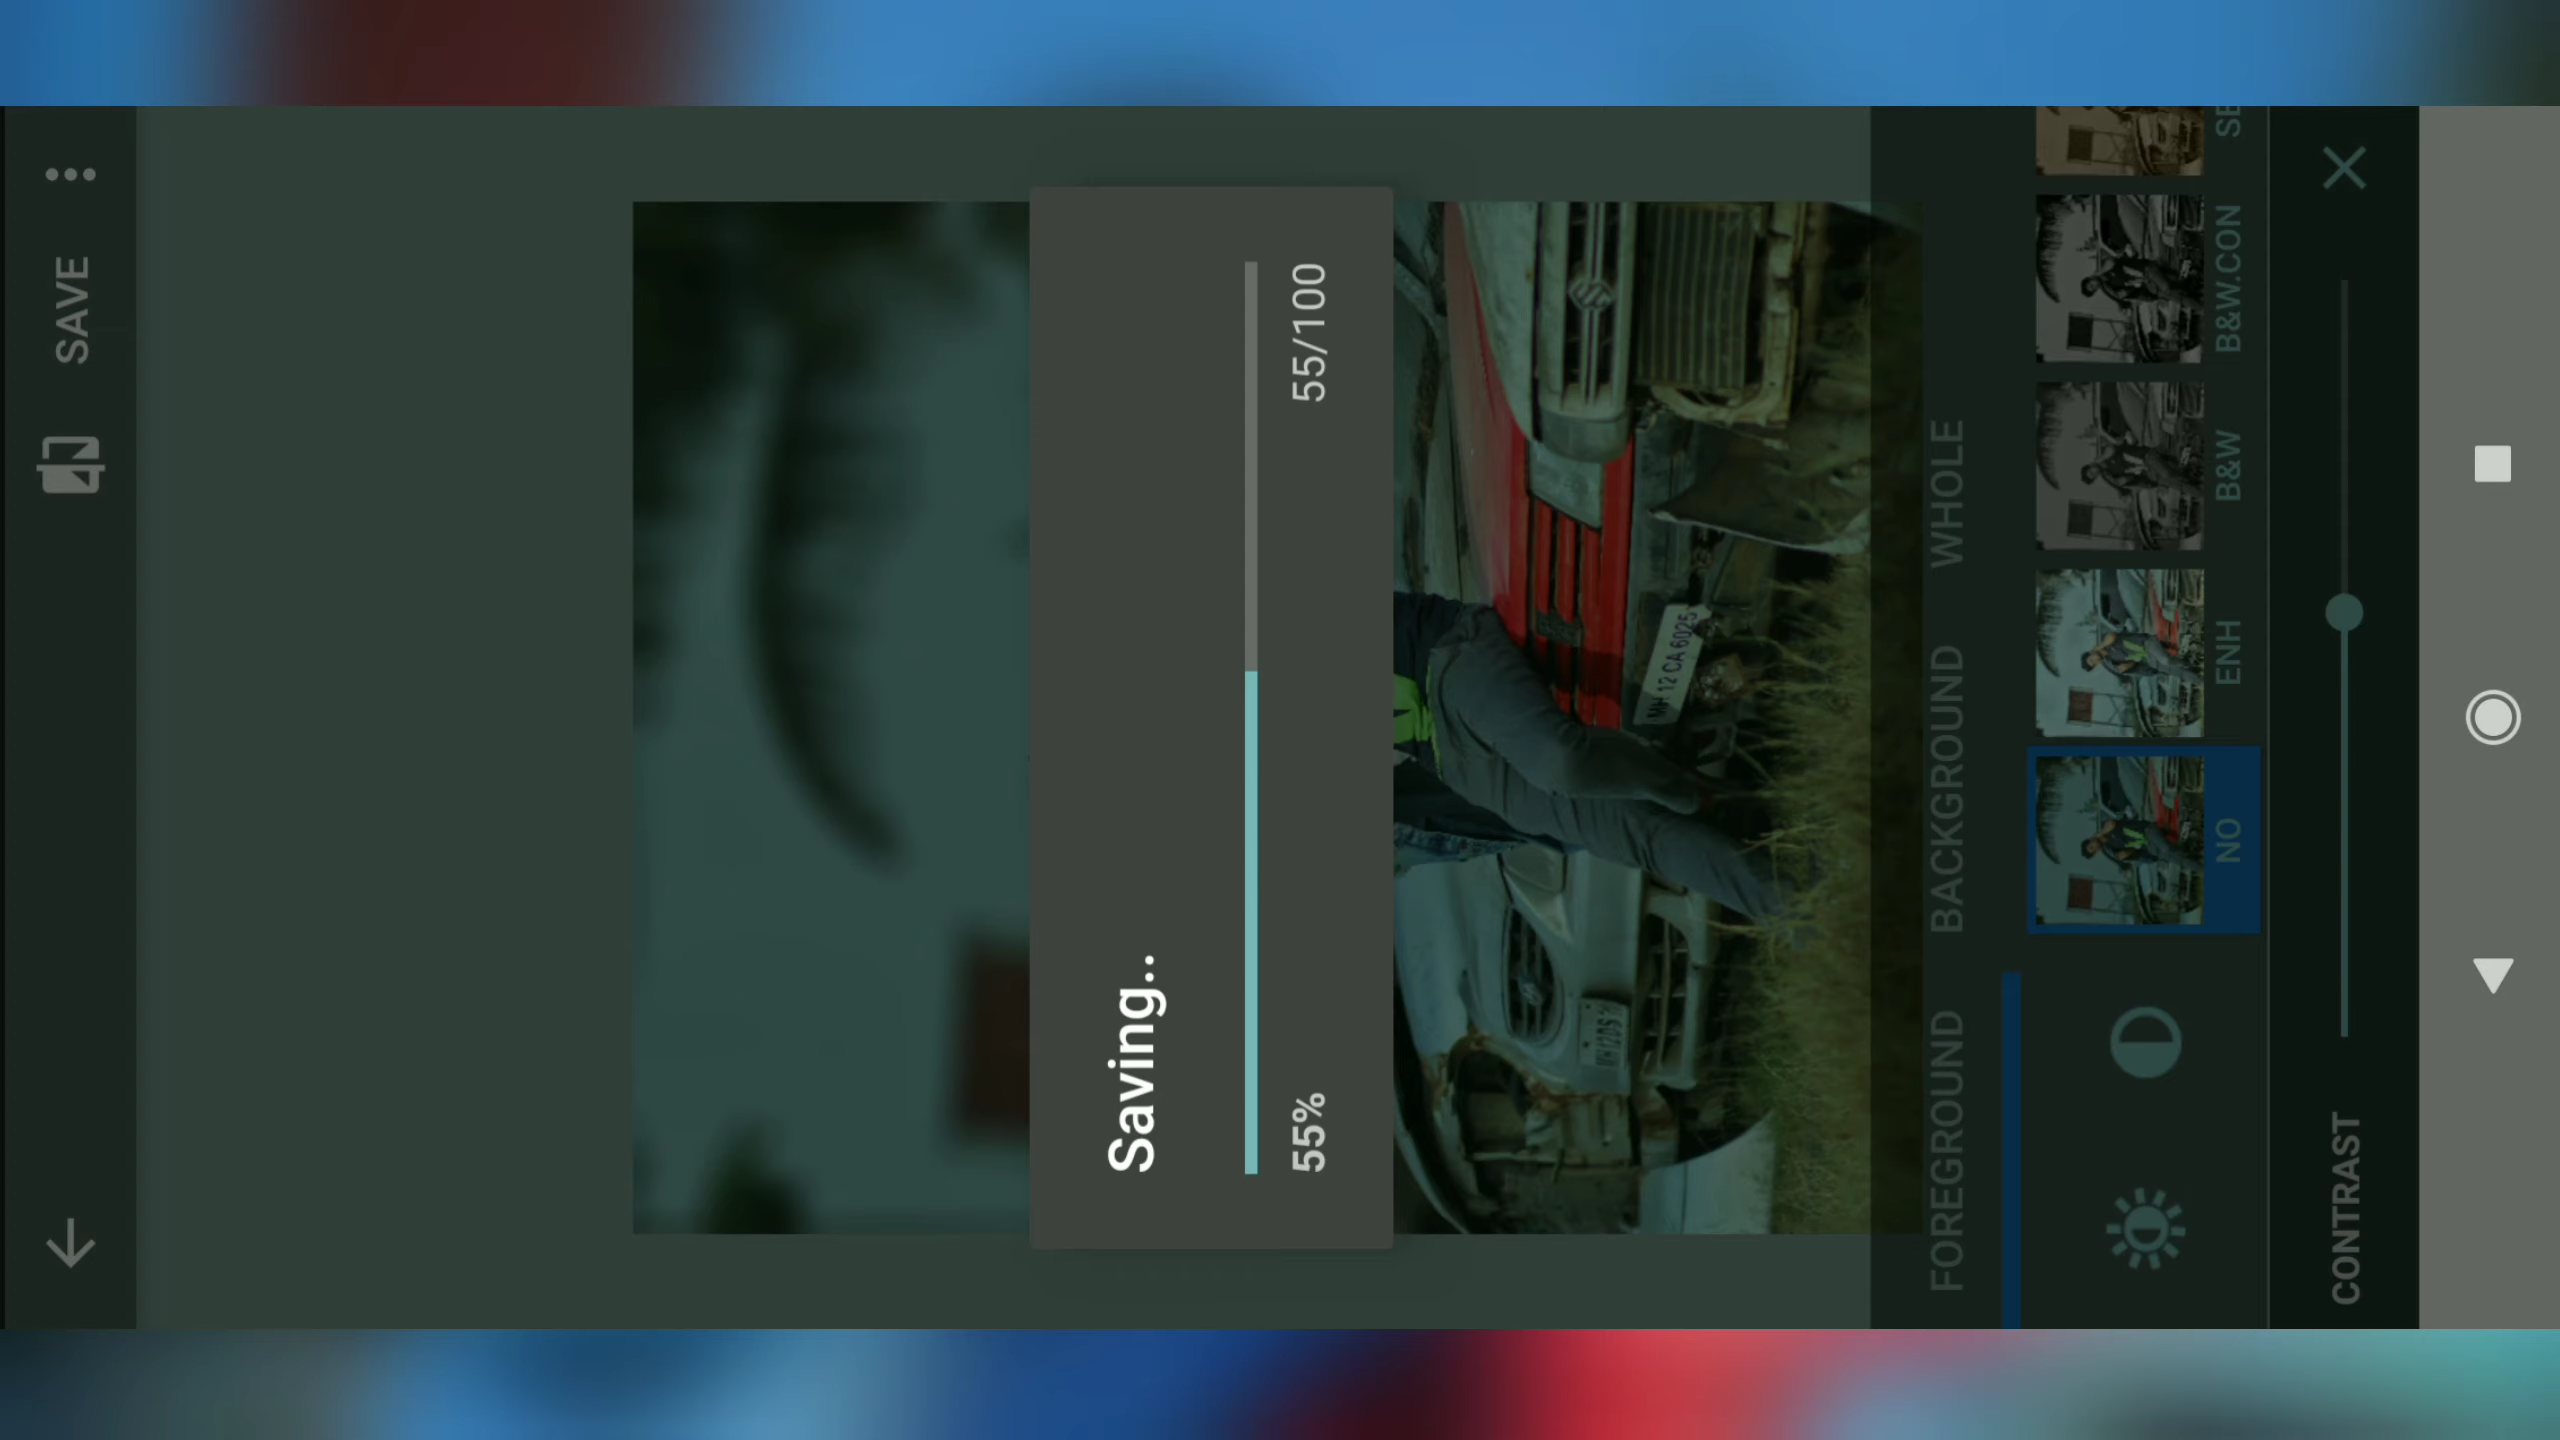 SAVE
Saving..
55%
55/100
MH 12 CA 6025
FOREGROUND
BACKGROUND
WHOLE
NO
ENH
B&W
B&W.CON
CONTRAST